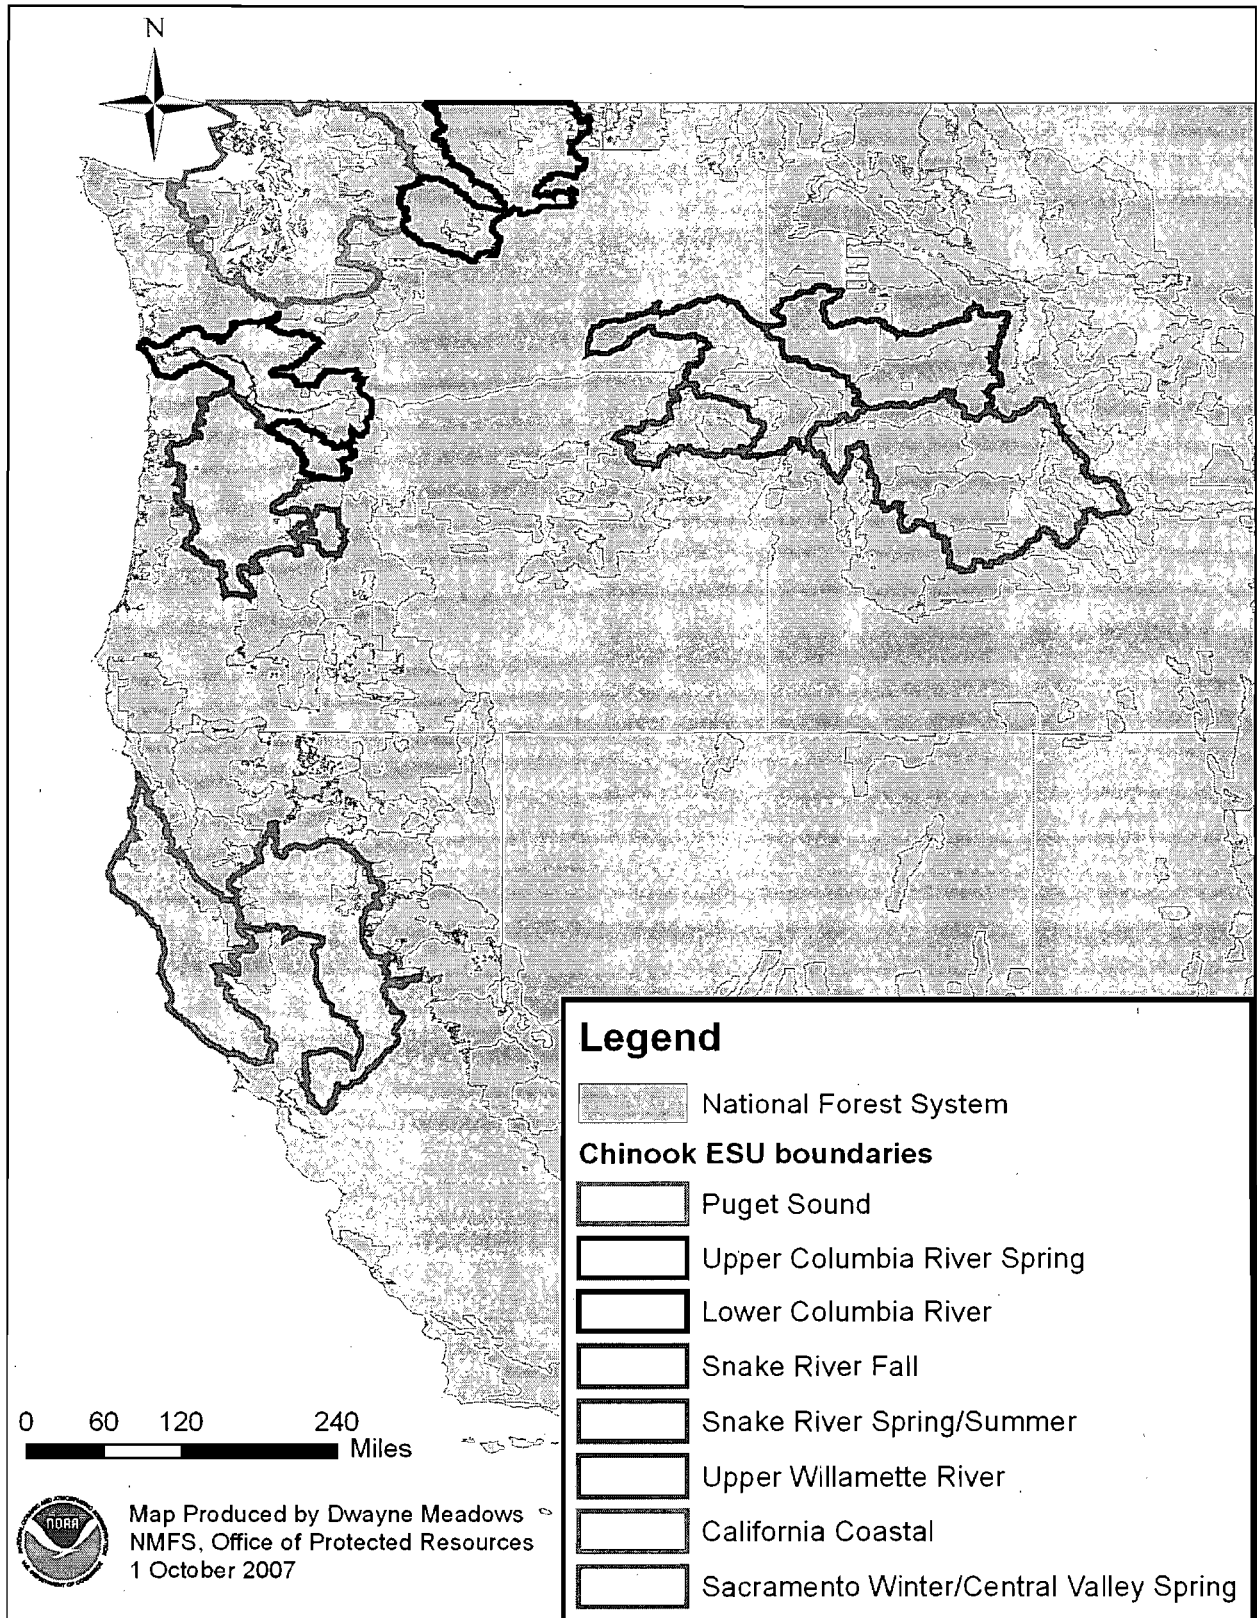 N
Legend
National Forest System
Chinook ESU boundaries
Puget Sound
Upper Columbia River Spring
Lower Columbia River
Snake River Fall
Snake River Spring/Summer
Upper Willamette River
California Coastal
Sacramento Winter/Central Valley Spring
0 60 120 240
Miles
NOAA
Map Produced by Dwayne Meadows
NMFS, Office of Protected Resources
1 October 2007